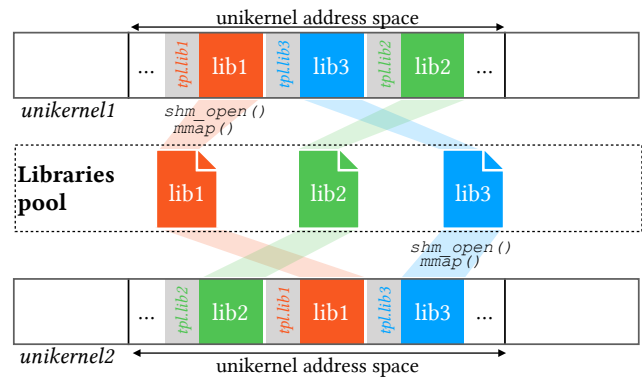 unikernel address space
... tpl.lib1 lib1 tpl.lib3 lib3 tpl.lib2 lib2 ...
unikernel1
shm_open()
mmap()
Libraries
pool
lib1 lib2 lib3
shm_open()
mmap()
... tpl.lib2 lib2 tpl.lib1 lib1 tpl.lib3 lib3 ...
unikernel2
unikernel address space